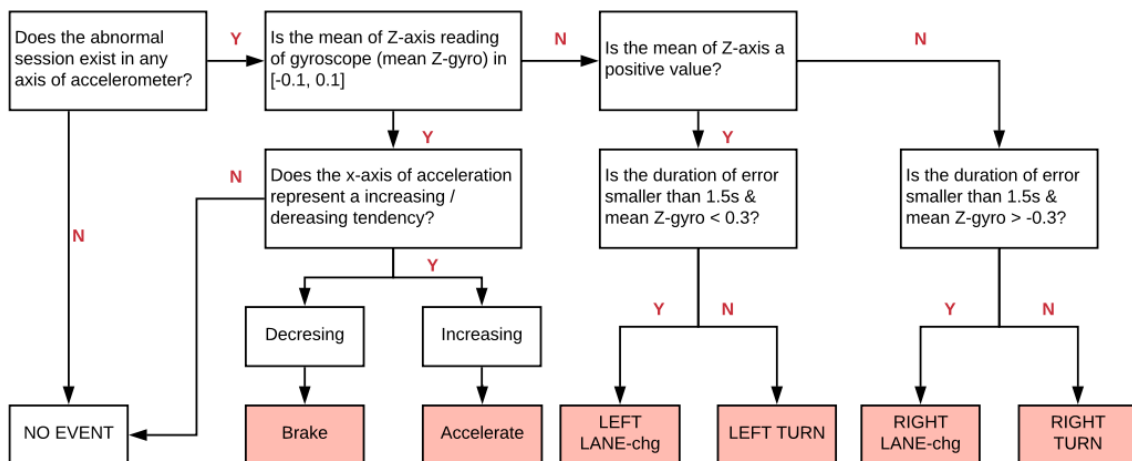 Does the abnormal
session exist in any
axis of accelerometer?
Y
Is the mean of Z-axis reading
of gyroscope (mean Z-gyro) in
[-0.1, 0.1]
N
Is the mean of Z-axis a
positive value?
N
Y
Y
N
Does the x-axis of acceleration
represent a increasing /
dereasing tendency?
Is the duration of error
smaller than 1.5s &
mean Z-gyro < 0.3?
Is the duration of error
smaller than 1.5s &
mean Z-gyro > -0.3?
N
Y
Decresing
Increasing
Y
N
Y
N
NO EVENT
Brake
Accelerate
LEFT
LANE-chg
LEFT TURN
RIGHT
LANE-chg
RIGHT
TURN